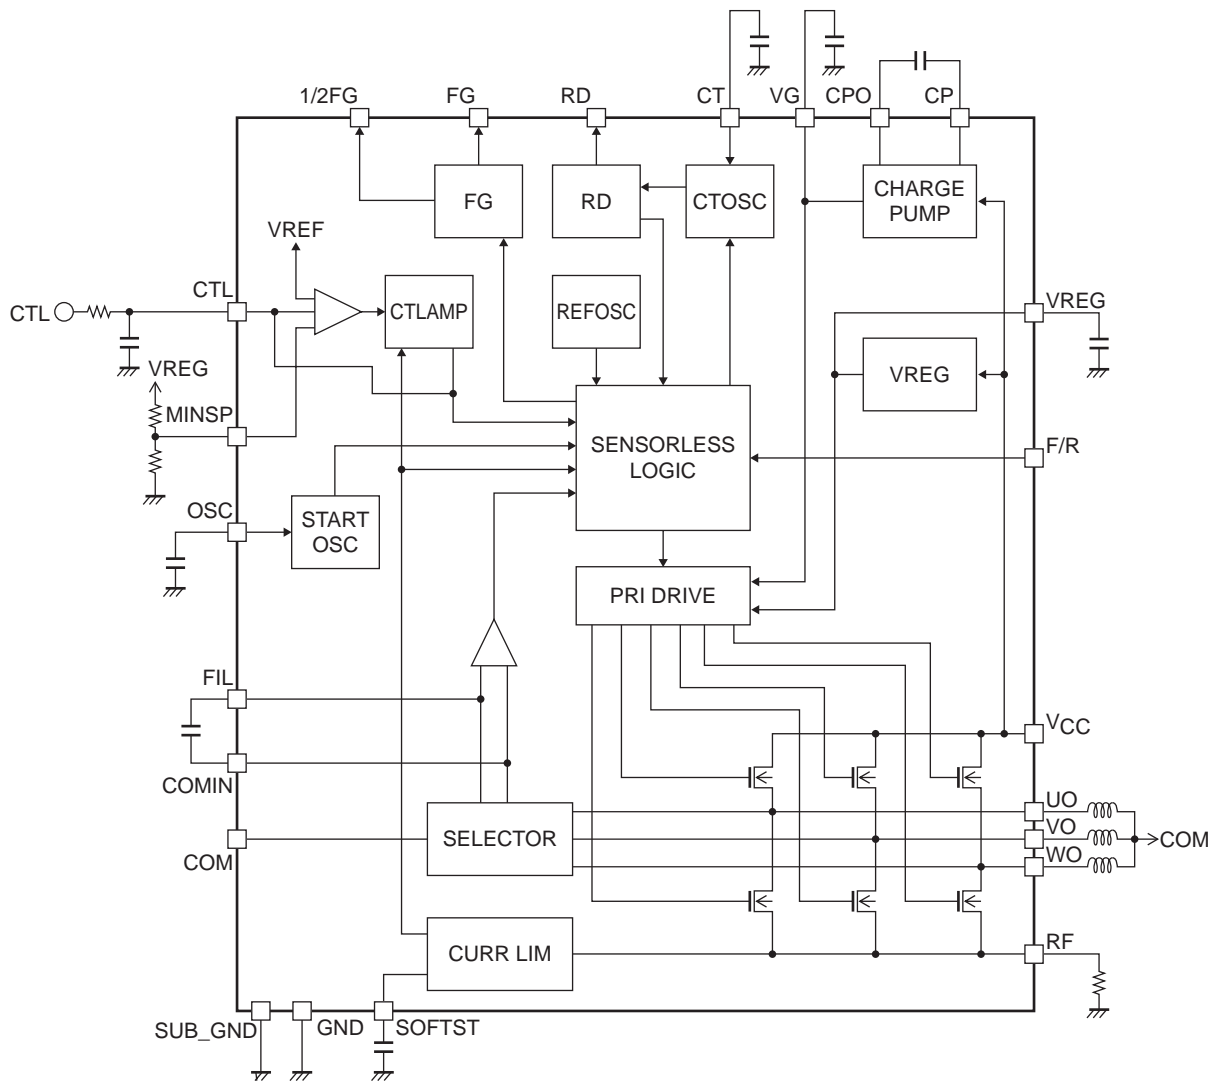 1/2FG
FG
RD
CT
VG
CPO
CP
FG
RD
CTOSC
CHARGE
PUMP
VREF
CTL
CTL
CTLAMP
REFOSC
VREG
VREG
VREG
MINSP
SENSORLESS
LOGIC
F/R
OSC
START
OSC
PRI DRIVE
FIL
VCC
COMIN
UO
SELECTOR
VO
COM
COM
WO
CURR LIM
RF
SUB_GND
GND
SOFTST